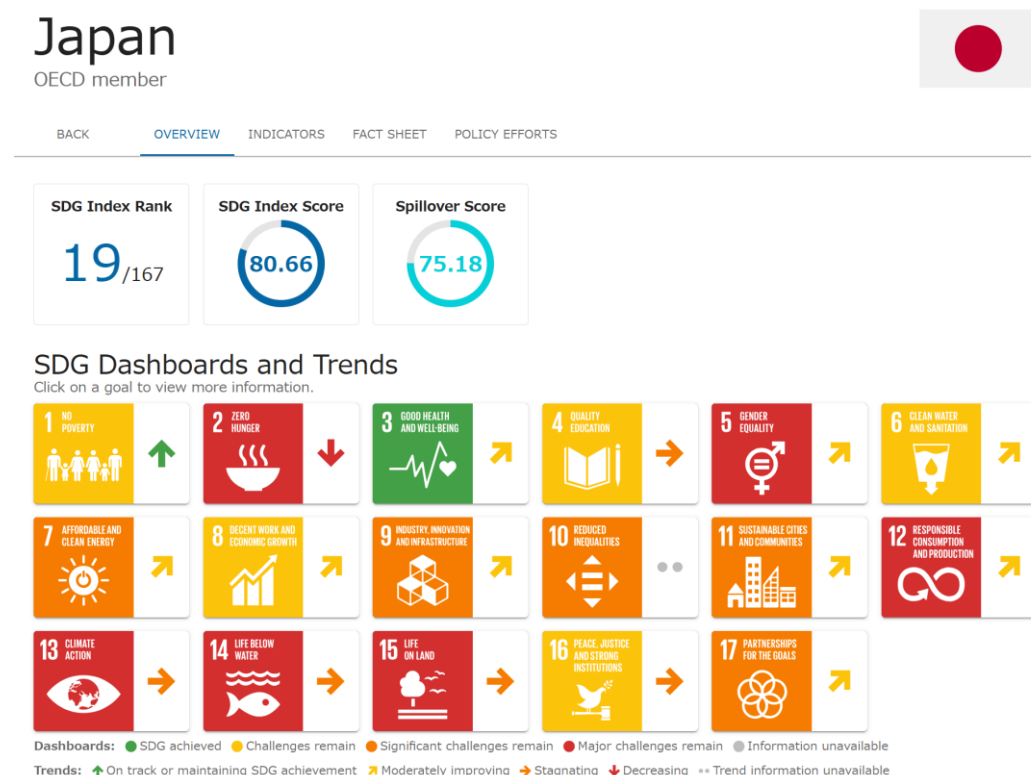 Japan
OECD member
BACK OVERVIEW INDICATORS FACT SHEET POLICY EFFORTS
SDG Index Rank
19/167
SDG Index Score
80.66
Spillover Score
75.18
SDG Dashboards and Trends
Click on a goal to view more information.
1 NO
POVERTY
2 ZERO
HUNGER
3 GOOD HEALTH
AND WELL-BEING
4 QUALITY
EDUCATION
5 GENDER
EQUALITY
6 CLEAN WATER
AND SANITATION
7 AFFORDABLE AND
CLEAN ENERGY
8 DECENT WORK AND
ECONOMIC GROWTH
9 INDUSTRY, INNOVATION
AND INFRASTRUCTURE
10 REDUCED
INEQUALITIES
11 SUSTAINABLE CITIES
AND COMMUNITIES
12 RESPONSIBLE
CONSUMPTION
AND PRODUCTION
13 CLIMATE
ACTION
14 LIFE BELOW
WATER
15 LIFE
ON LAND
16 PEACE, JUSTICE
AND STRONG
INSTITUTIONS
17 PARTNERSHIPS
FOR THE GOALS
Dashboards: SDG achieved Challenges remain Significant challenges remain Major challenges remain Information unavailable
Trends: On track or maintaining SDG achievement Moderately improving Stagnating Decreasing Trend information unavailable